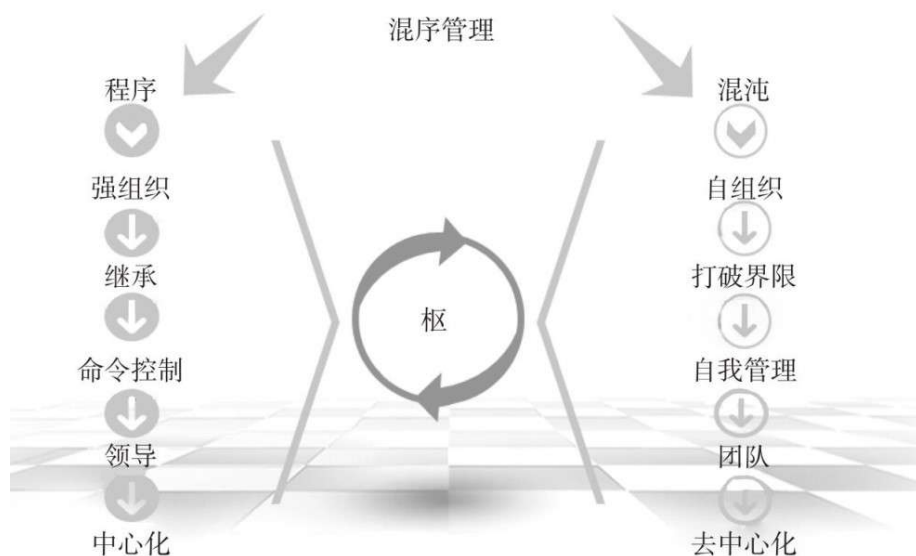 混序管理
程序
强组织
继承
命令控制
领导
中心化
枢
混沌
自组织
打破界限
自我管理
团队
去中心化